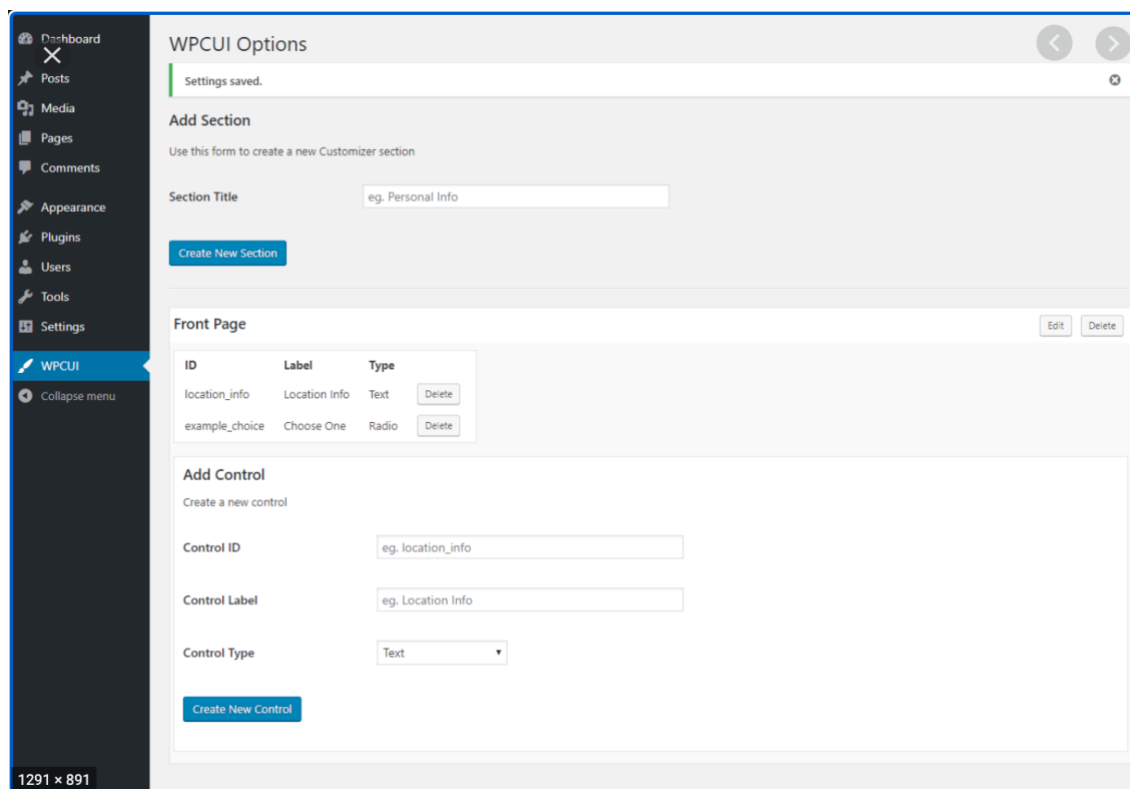 Dashboard
Posts
Media
Pages
Comments
Appearance
Plugins
Users
Tools
Settings
WPCUI
Collapse menu
1291 × 891
WPCUI Options
Settings saved.
Add Section
Use this form to create a new Customizer section
Section Title eg. Personal Info
Create New Section
Front Page Edit Delete
ID Label Type
location_info Location Info Text Delete
example_choice Choose One Radio Delete
Add Control
Create a new control
Control ID eg. location_info
Control Label eg. Location Info
Control Type Text
Create New Control